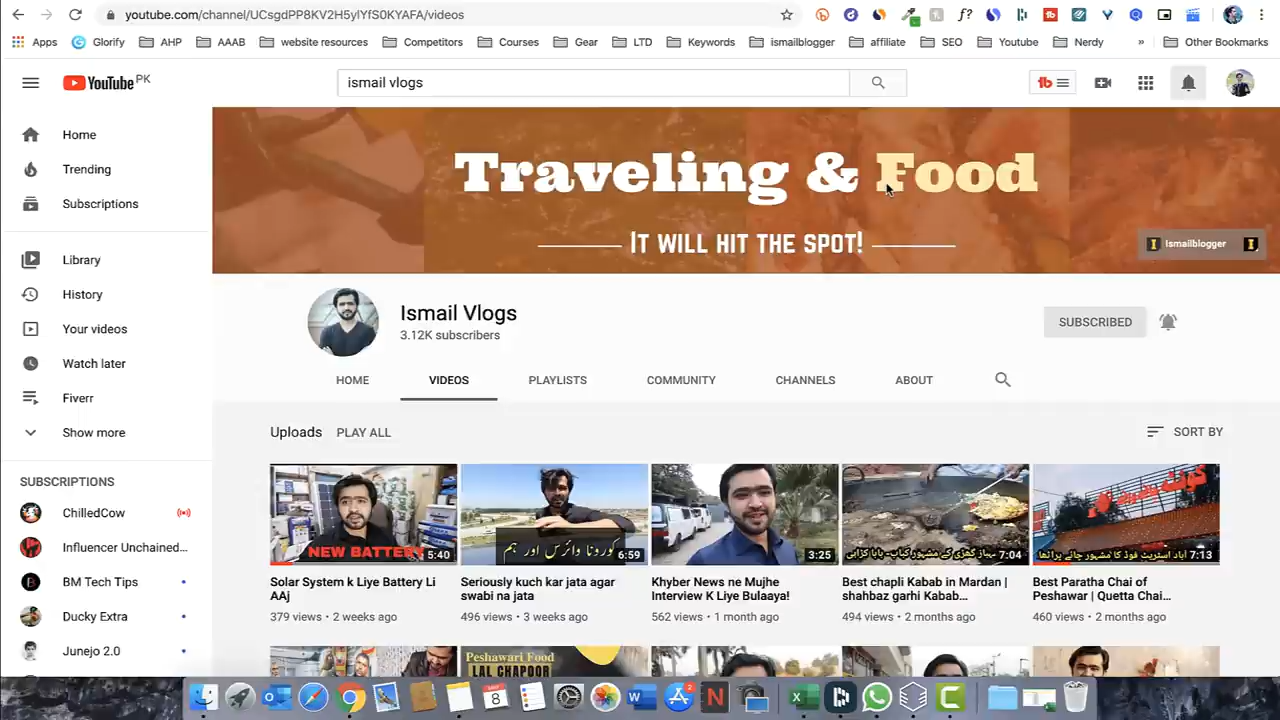 youtube.com/channel/UCsgdPP8KV2H5ylYfS0KYAFA/videos
Apps Glorify AHP AAAB website resources Competitors Courses Gear LTD Keywords ismailblogger affiliate SEO Youtube Nerdy » Other Bookmarks
YouTube PK
ismail vlogs
Home
Trending
Subscriptions
Library
History
Your videos
Watch later
Fiverr
Show more
SUBSCRIPTIONS
ChilledCow
Influencer Unchained...
BM Tech Tips
Ducky Extra
Junejo 2.0
Traveling & Food
IT WILL HIT THE SPOT!
Ismailblogger
Ismail Vlogs
3.12K subscribers
SUBSCRIBED
HOME VIDEOS PLAYLISTS COMMUNITY CHANNELS ABOUT
Uploads PLAY ALL SORT BY
NEW BATTERY
5:40
کورونا وائرس اور ہم
6:59
3:25
7:04
7:13
Solar System k Liye Battery Li
AAj
379 views • 2 weeks ago
Seriously kuch kar jata agar
swabi na jata
496 views • 3 weeks ago
Khyber News ne Mujhe
Interview K Liye Bulaaya!
562 views • 1 month ago
Best chapli Kabab in Mardan |
shahbaz garhi Kabab...
494 views • 2 months ago
Best Paratha Chai of
Peshawar | Quetta Chai...
460 views • 2 months ago
Peshawari Food
LAL CHAPOOR